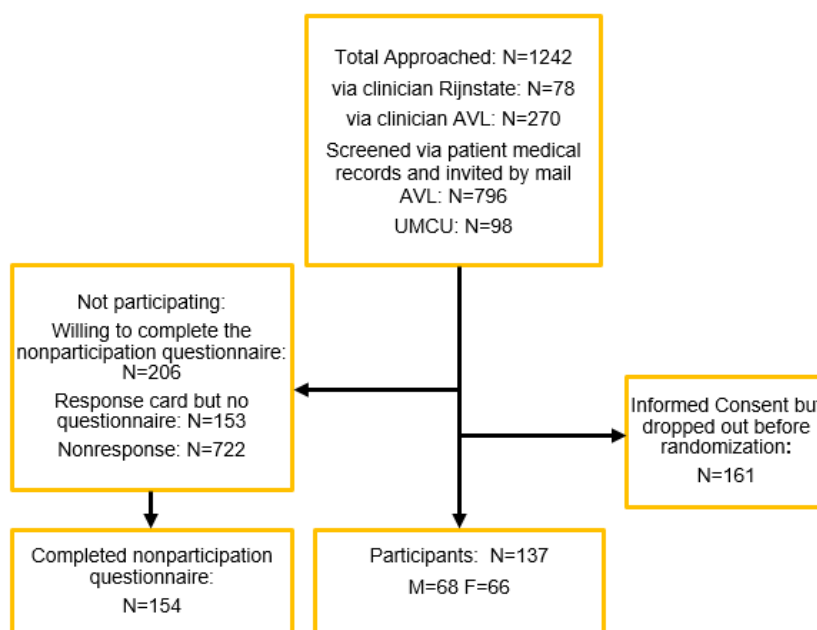 Total Approached: N=1242
via clinician Rijnstate: N=78
via clinician AVL: N=270
Screened via patient medical
records and invited by mail
AVL: N=796
UMCU: N=98
Not participating:
Willing to complete the
nonparticipation questionnaire:
N=206
Response card but no
questionnaire: N=153
Nonresponse: N=722
Informed Consent but
dropped out before
randomization:
N=161
Completed nonparticipation
questionnaire:
N=154
Participants: N=137
M=68 F=66